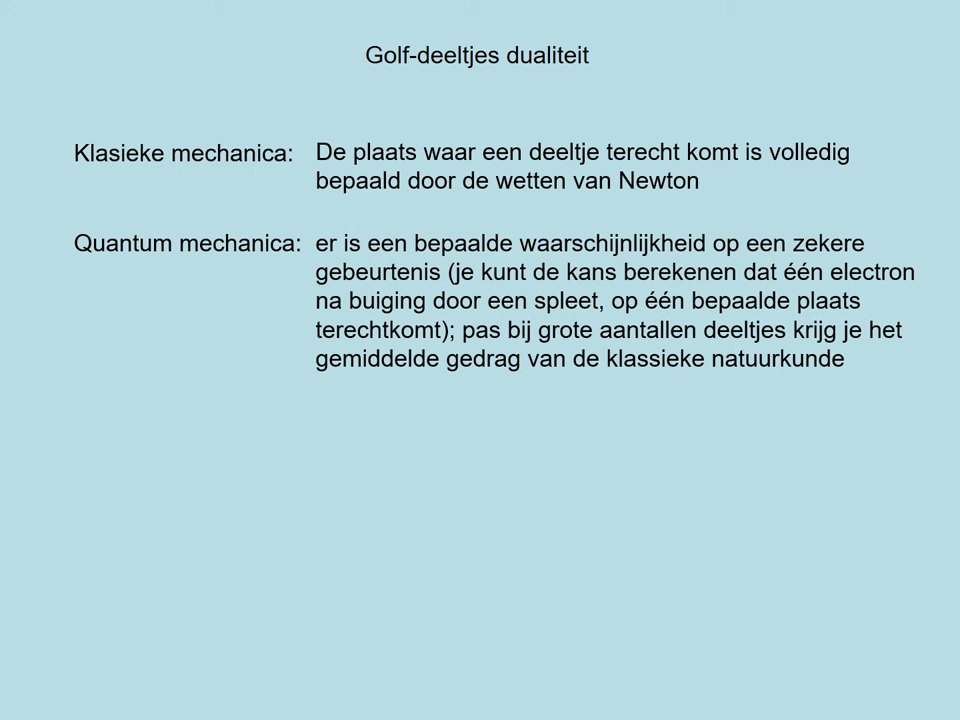 Golf-deeltjes dualiteit
Klasieke mechanica: De plaats waar een deeltje terecht komt is volledig
bepaald door de wetten van Newton
Quantum mechanica: er is een bepaalde waarschijnlijkheid op een zekere
gebeurtenis (je kunt de kans berekenen dat één electron
na buiging door een spleet, op één bepaalde plaats
terechtkomt); pas bij grote aantallen deeltjes krijg je het
gemiddelde gedrag van de klassieke natuurkunde